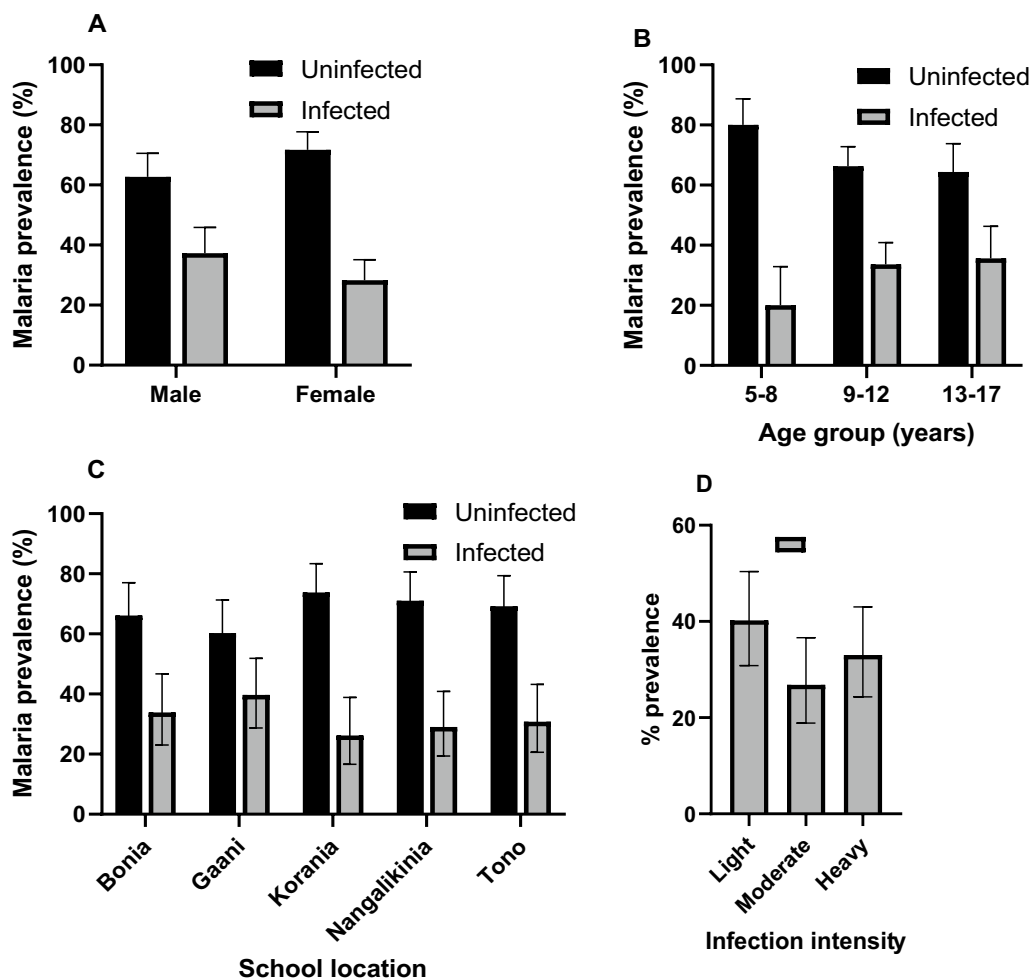 A
Malaria prevalence (%)
100
80
60
40
20
0
Uninfected
Infected
Male Female
B
Malaria prevalence (%)
100
80
60
40
20
0
Uninfected
Infected
5-8 9-12 13-17
Age group (years)
C
Malaria prevalence (%)
100
80
60
40
20
0
Uninfected
Infected
Bonia
Gaani
Korania
Nangalikinia
Tono
School location
D
% prevalence
60
40
20
0
Light
Moderate
Heavy
Infection intensity